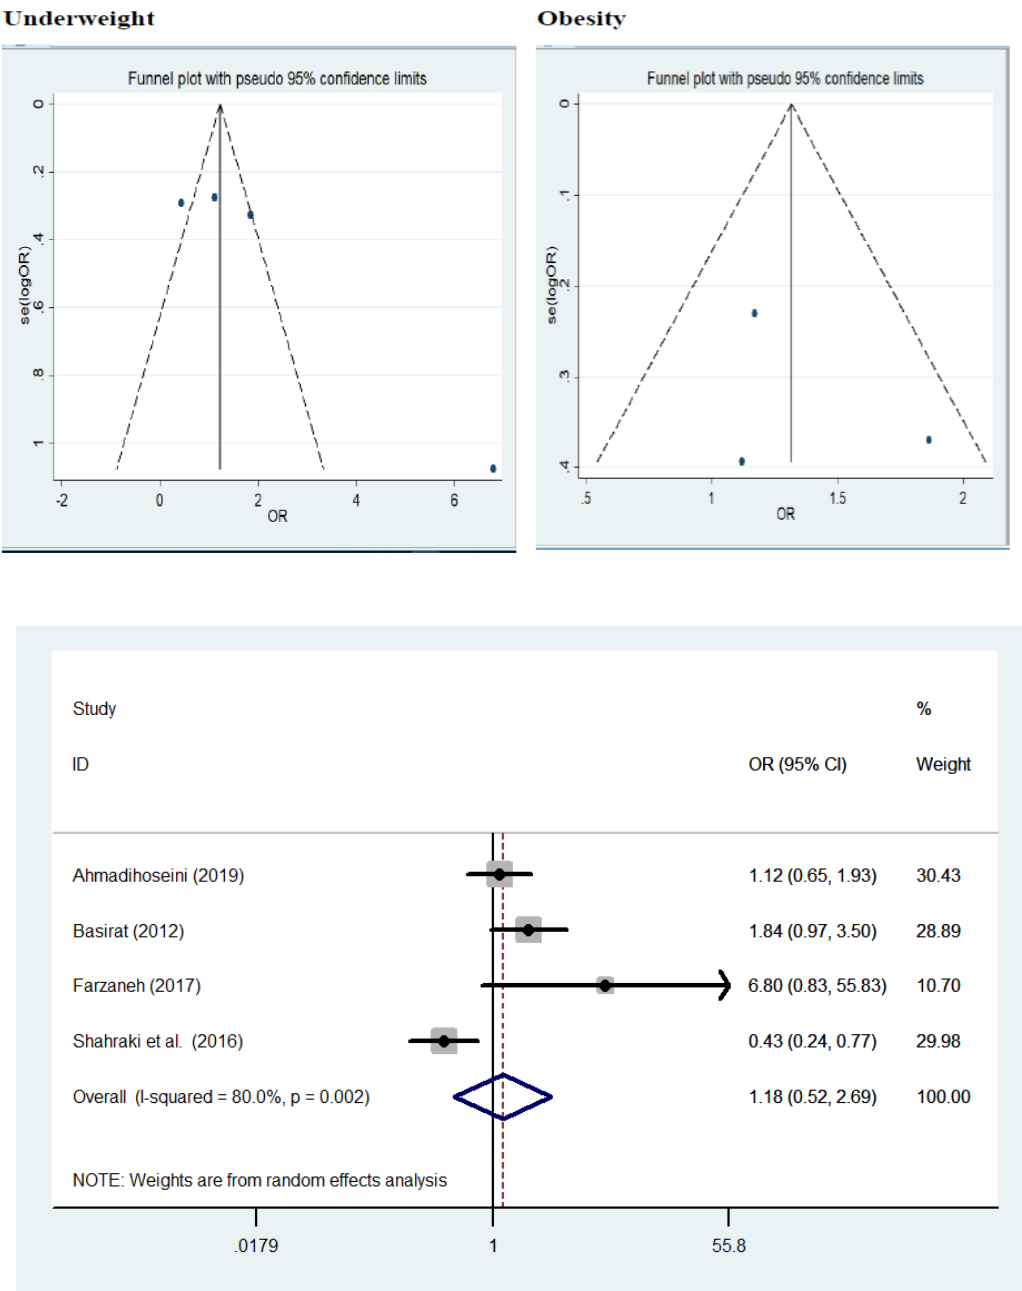 Underweight
Obesity
Funnel plot with pseudo 95% confidence limits
se(logOR)
0
.2
.4
.6
.8
1
-2
0
2
4
6
OR
Funnel plot with pseudo 95% confidence limits
se(logOR)
0
.1
.2
.3
.4
.5
1
1.5
2
OR
Study %
ID OR (95% CI) Weight
Ahmadihoseini (2019) 1.12 (0.65, 1.93) 30.43
Basirat (2012) 1.84 (0.97, 3.50) 28.89
Farzaneh (2017) 6.80 (0.83, 55.83) 10.70
Shahraki et al. (2016) 0.43 (0.24, 0.77) 29.98
Overall (I-squared = 80.0%, p = 0.002) 1.18 (0.52, 2.69) 100.00
NOTE: Weights are from random effects analysis
.0179 1 55.8